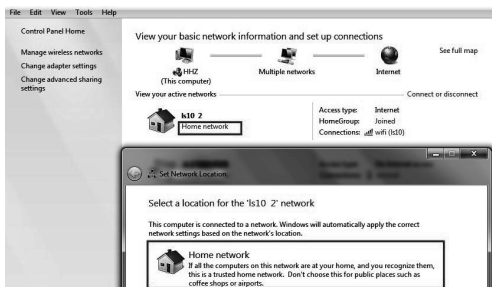 File Edit View Tools Help
Control Panel Home
Manage wireless networks
Change adapter settings
Change advanced sharing
settings
View your basic network information and set up connections
See full map
HHZ
(This computer)
Multiple networks
Internet
View your active networks
Connect or disconnect
ls10 2
Home network
Access type: Internet
HomeGroup: Joined
Connections: wifi (ls10)
Set Network Location
Select a location for the 'ls10 2' network
This computer is connected to a network. Windows will automatically apply the correct
network settings based on the network's location.
Home network
If all the computers on this network are at your home, and you recognize them,
this is a trusted home network. Don't choose this for public places such as
coffee shops or airports.